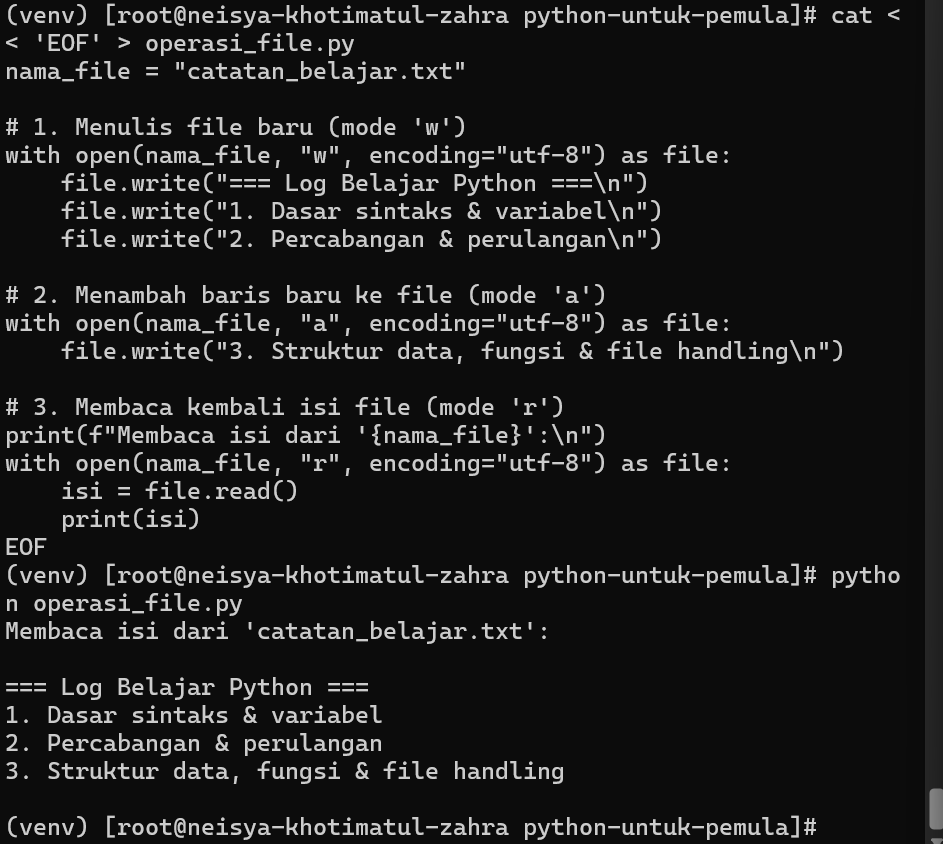 (venv) [root@neisya-khotimatul-zahra python-untuk-pemula]# cat <
< 'EOF' > operasi_file.py
nama_file = "catatan_belajar.txt"

# 1. Menulis file baru (mode 'w')
with open(nama_file, "w", encoding="utf-8") as file:
    file.write("=== Log Belajar Python ===\n")
    file.write("1. Dasar sintaks & variabel\n")
    file.write("2. Percabangan & perulangan\n")

# 2. Menambah baris baru ke file (mode 'a')
with open(nama_file, "a", encoding="utf-8") as file:
    file.write("3. Struktur data, fungsi & file handling\n")

# 3. Membaca kembali isi file (mode 'r')
print(f"Membaca isi dari '{nama_file}':\n")
with open(nama_file, "r", encoding="utf-8") as file:
    isi = file.read()
    print(isi)
EOF
(venv) [root@neisya-khotimatul-zahra python-untuk-pemula]# pytho
n operasi_file.py
Membaca isi dari 'catatan_belajar.txt':

=== Log Belajar Python ===
1. Dasar sintaks & variabel
2. Percabangan & perulangan
3. Struktur data, fungsi & file handling

(venv) [root@neisya-khotimatul-zahra python-untuk-pemula]#